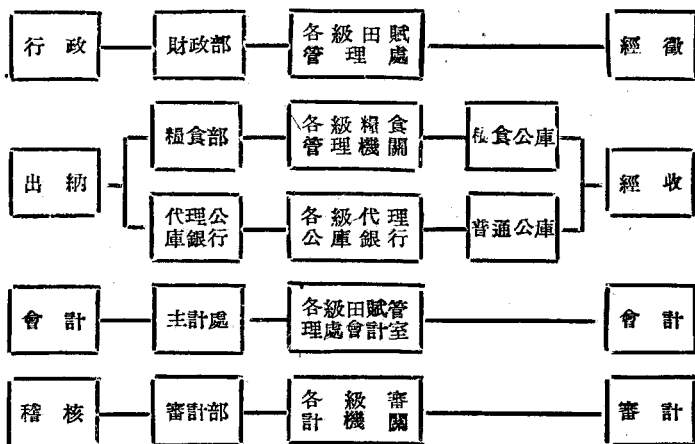 行政
財政部
各級田賦
管理處
經徵
出納
糧食部
各級糧食
管理機關
糧食公庫
代理公
庫銀行
各級代理
公庫銀行
普通公庫
經收
會計
主計處
各級田賦管
理處會計室
會計
稽核
審計部
各級審
計機關
審計